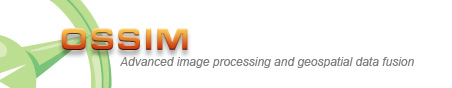 OSSIM
Advanced image processing and geospatial data fusion